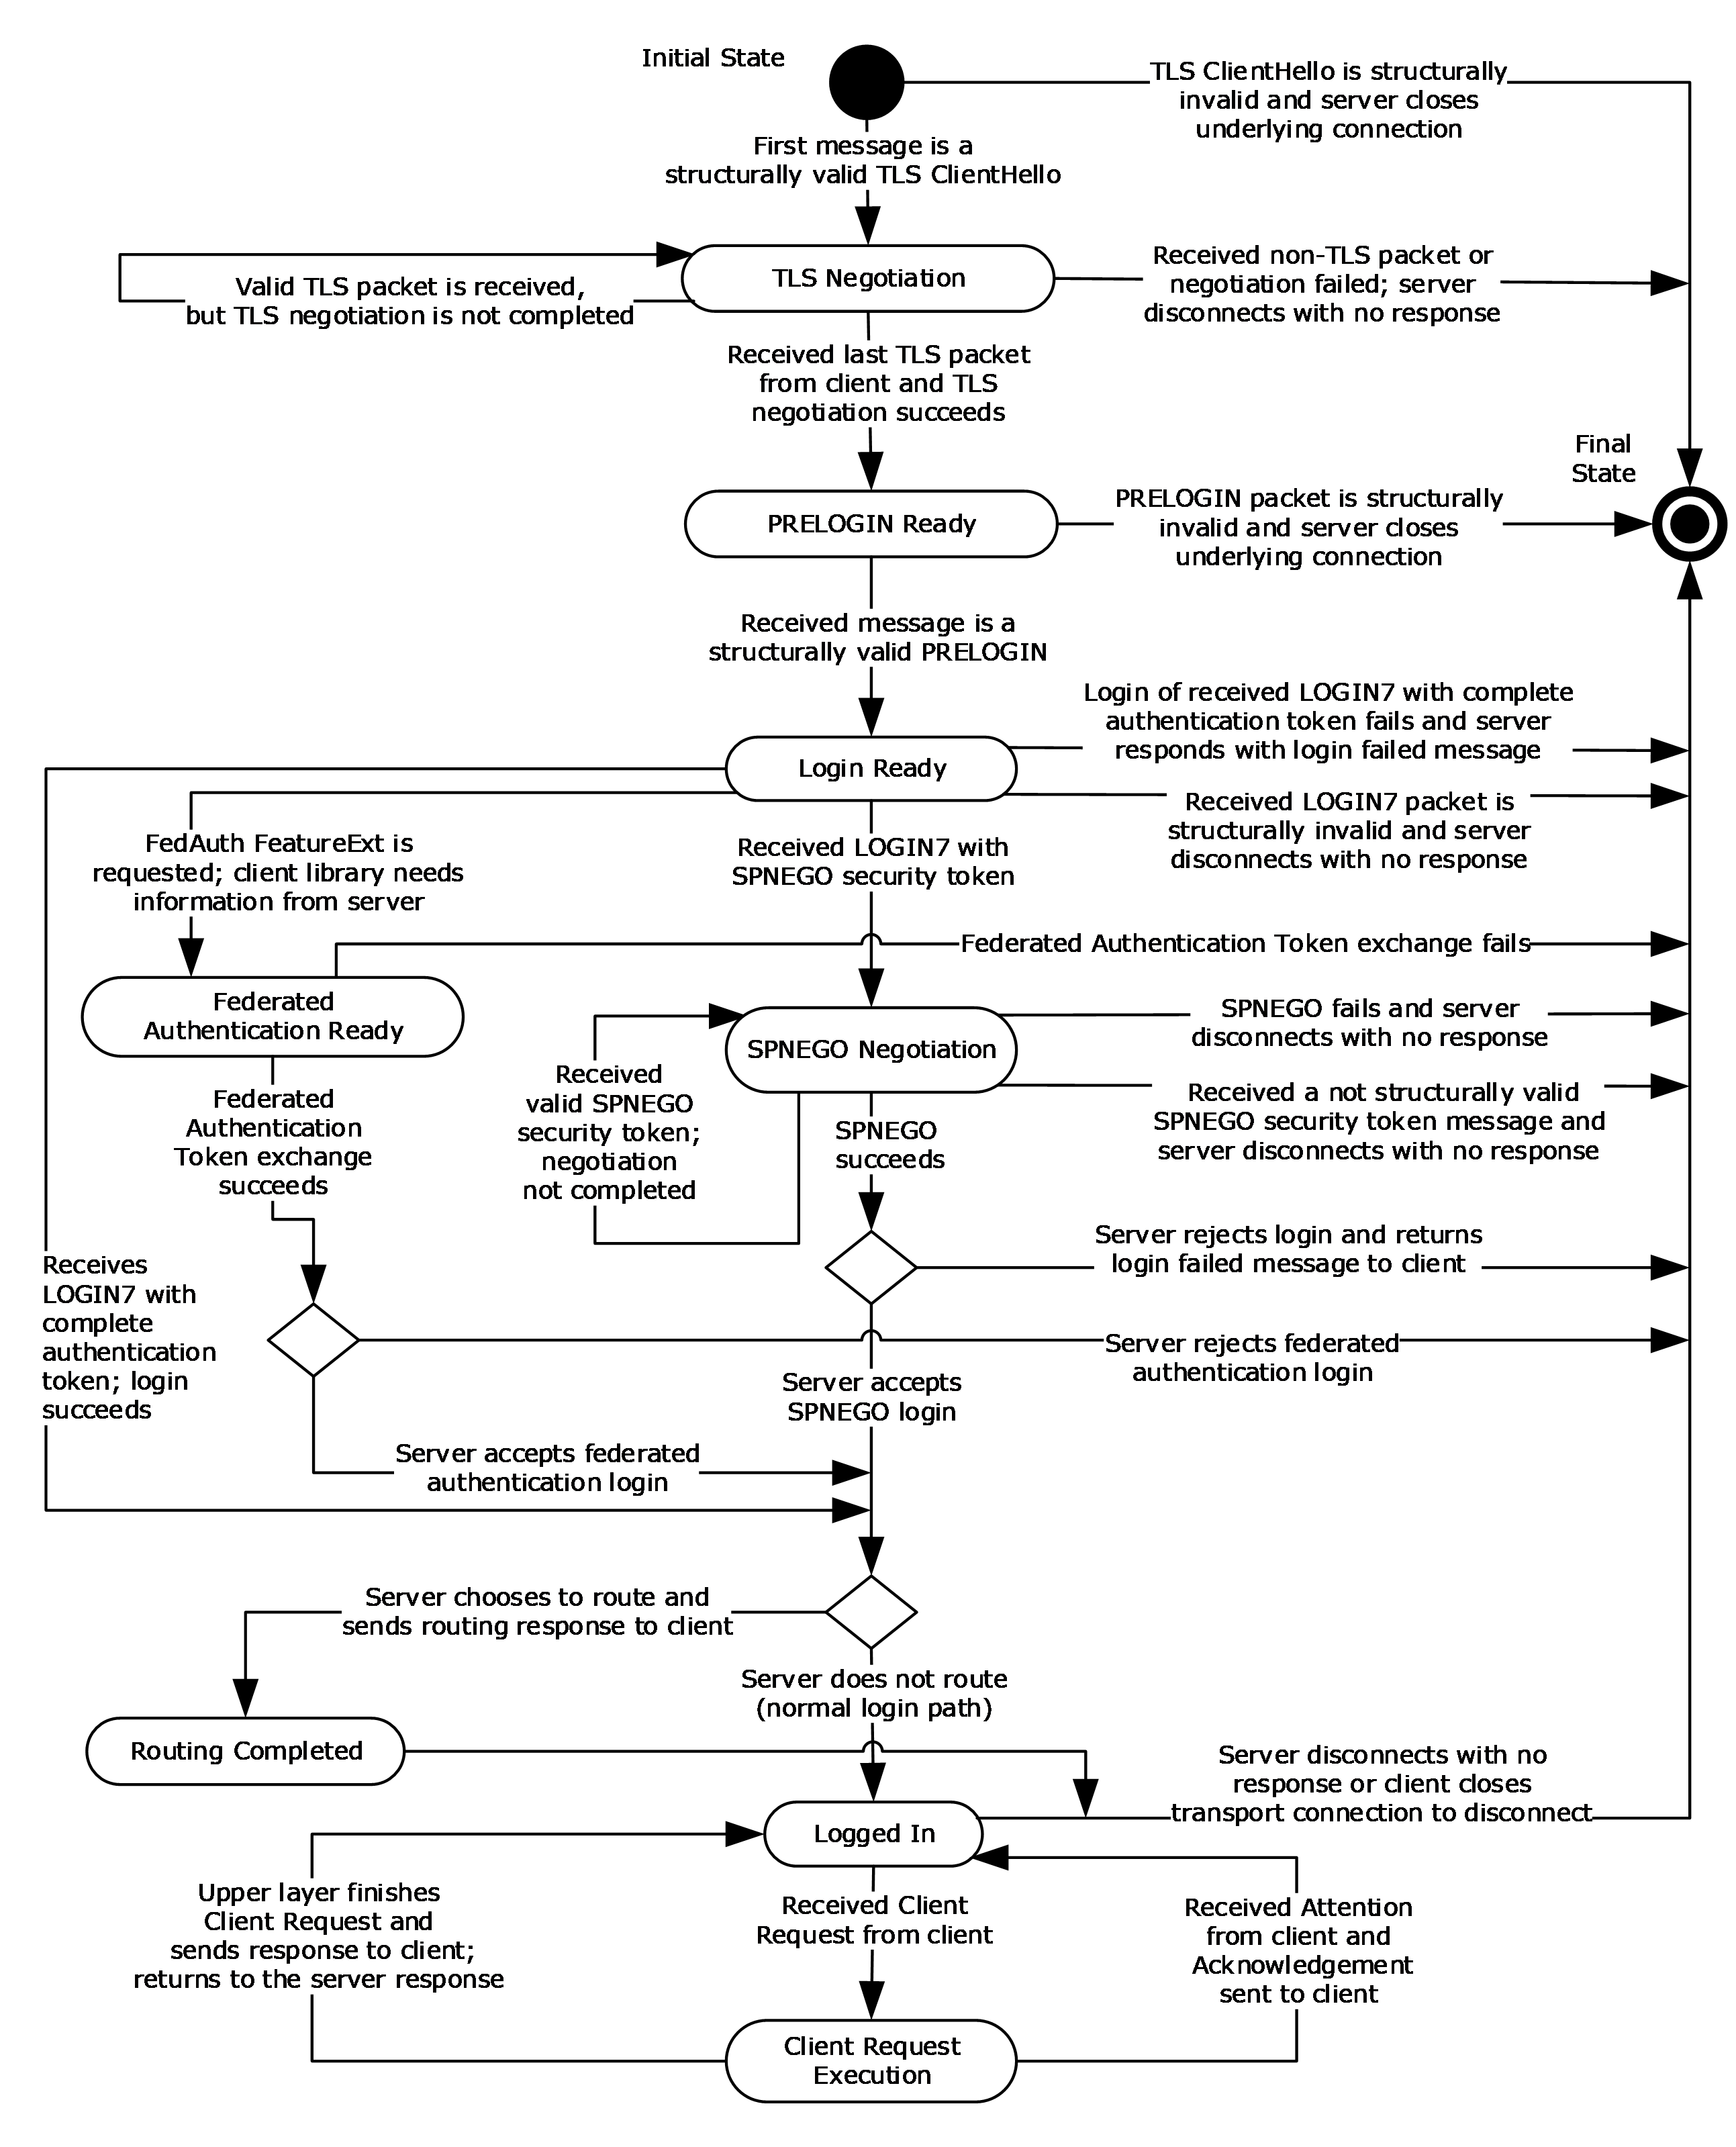 Initial State
TLS ClientHello is structurally
invalid and server closes
underlying connection
First message is a
structurally valid TLS ClientHello
TLS Negotiation
Valid TLS packet is received,
but TLS negotiation is not completed
Received non-TLS packet or
negotiation failed; server
disconnects with no response
Received last TLS packet
from client and TLS
negotiation succeeds
Final
State
PRELOGIN Ready
PRELOGIN packet is structurally
invalid and server closes
underlying connection
Received message is a
structurally valid PRELOGIN
Login of received LOGIN7 with complete
authentication token fails and server
responds with login failed message
Login Ready
Received LOGIN7 packet is
structurally invalid and server
disconnects with no response
FedAuth FeatureExt is
requested; client library needs
information from server
Received LOGIN7 with
SPNEGO security token
Federated Authentication Token exchange fails
Federated
Authentication Ready
SPNEGO Negotiation
SPNEGO fails and server
disconnects with no response
Received
valid SPNEGO
security token;
negotiation
not completed
Received a not structurally valid
SPNEGO security token message and
server disconnects with no response
Federated
Authentication
Token exchange
succeeds
SPNEGO
succeeds
Server rejects login and returns
login failed message to client
Receives
LOGIN7 with
complete
authentication
token; login
succeeds
Server rejects federated
authentication login
Server accepts
SPNEGO login
Server accepts federated
authentication login
Server chooses to route and
sends routing response to client
Server does not route
(normal login path)
Routing Completed
Server disconnects with no
response or client closes
transport connection to disconnect
Logged In
Upper layer finishes
Client Request and
sends response to client;
returns to the server response
Received Client
Request from client
Received Attention
from client and
Acknowledgement
sent to client
Client Request
Execution